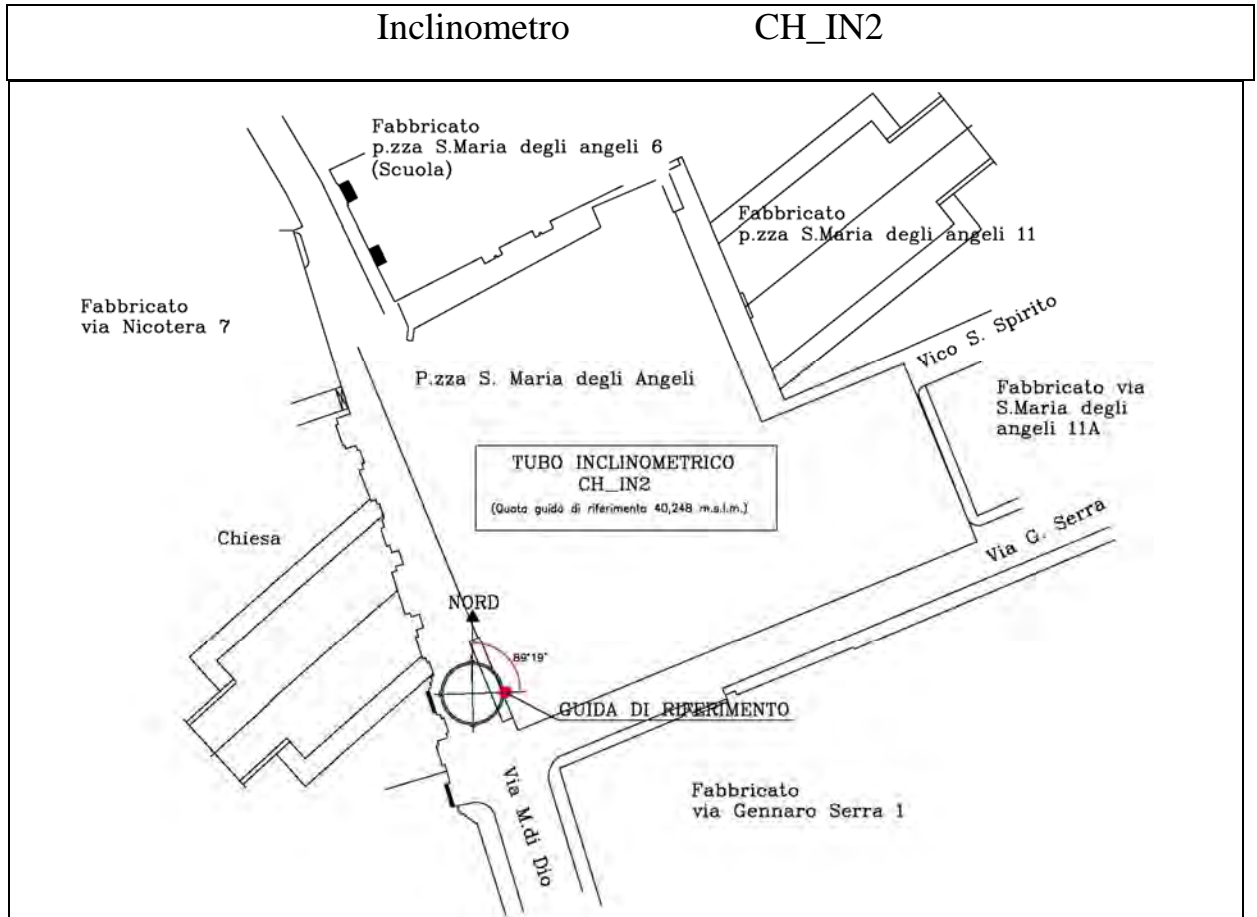 Inclinometro CH_IN2
Fabbricato
p.zza S.Maria degli angeli 6
(Scuola)
Fabbricato
p.zza S.Maria degli angeli 11
Fabbricato
via Nicotera 7
Vico S. Spirito
P.zza S. Maria degli Angeli
Fabbricato via
S.Maria degli
angeli 11A
TUBO INCLINOMETRICO
CH_IN2
(Quota guida di riferimento 40,248 m.s.l.m.)
Chiesa
Via G. Serra
NORD
89°19'
GUIDA DI RIFERIMENTO
Via M.di Dio
Fabbricato
via Gennaro Serra 1